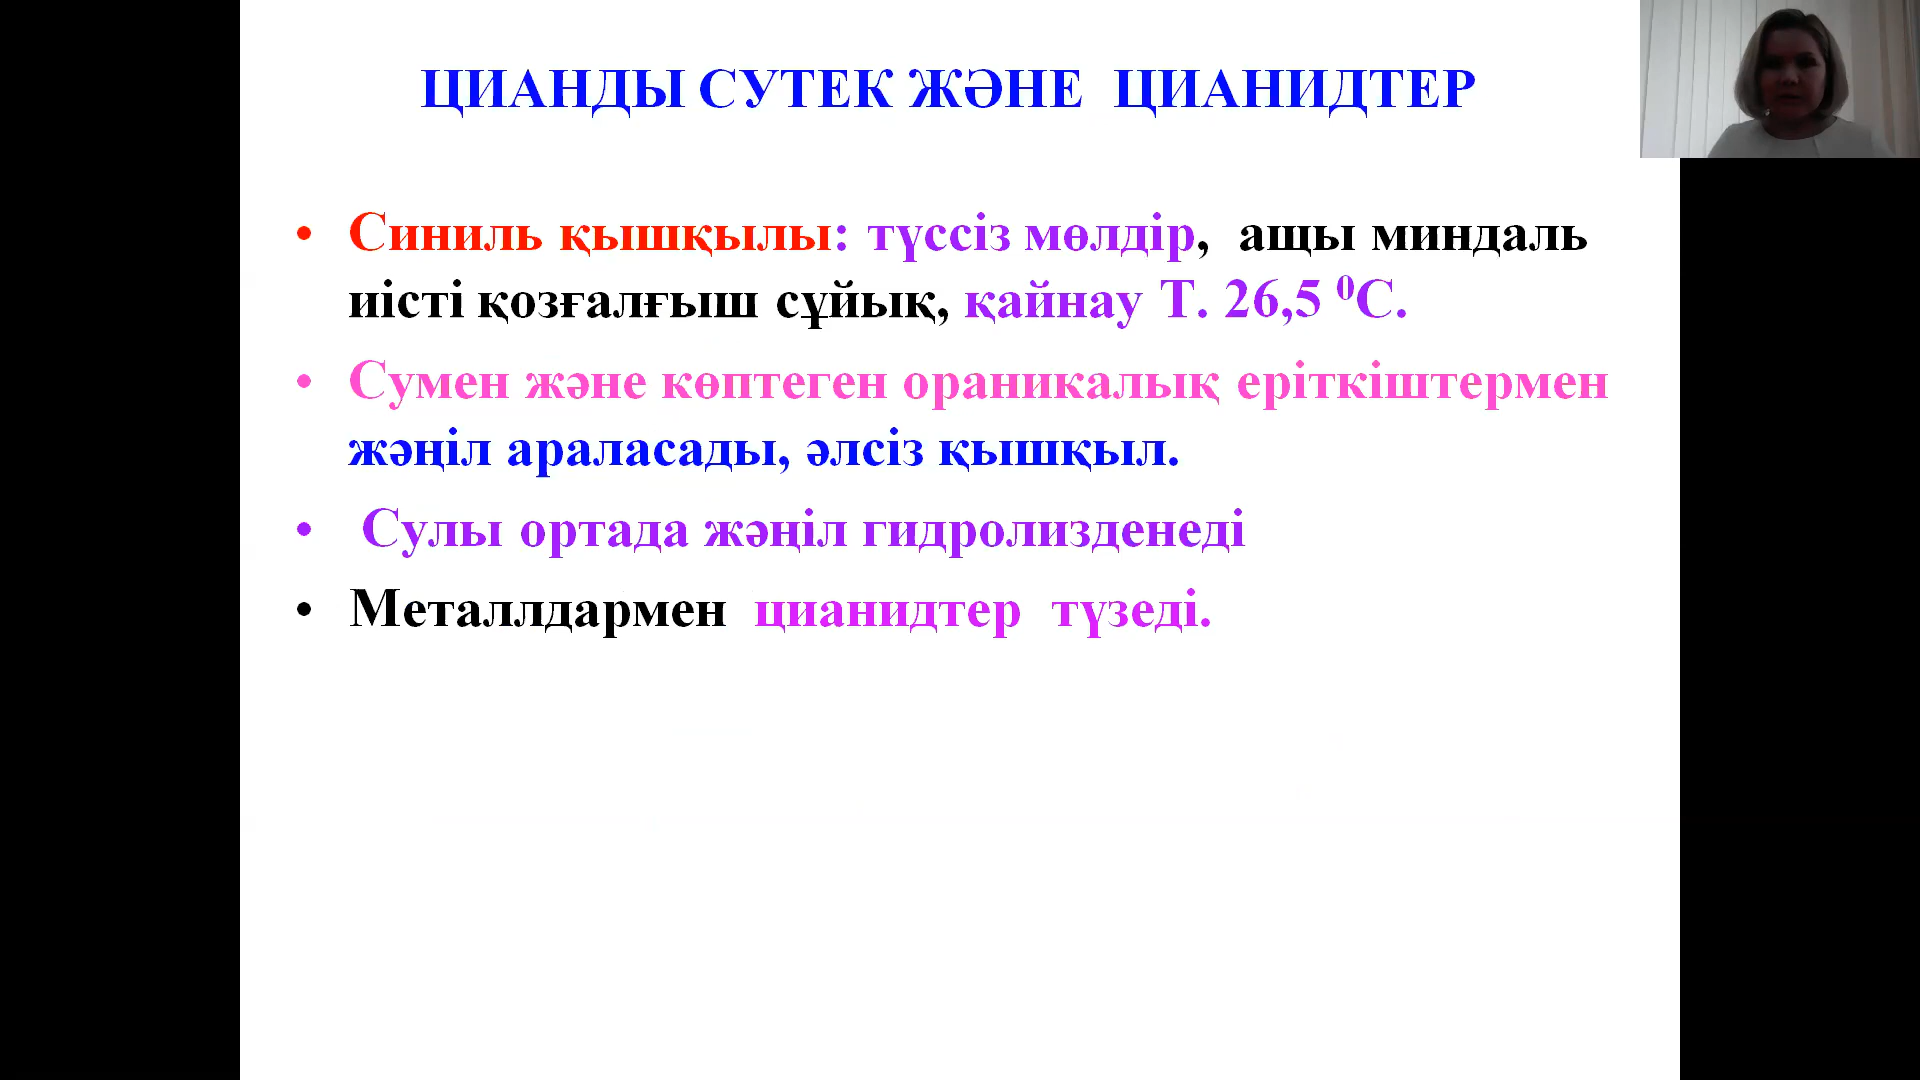 ЦИАНДЫ СУТЕК ЖӘНЕ ЦИАНИДТЕР
• Синиль қышқылы: түссіз мөлдір, ащы миндаль
иісті қозғалғыш сұйық, қайнау Т. 26,5 ⁰С.
• Сумен және көптеген ораникалық еріткіштермен
жәңіл араласады, әлсіз қышқыл.
• Сулы ортада жәңіл гидролизденеді
• Металлдармен цианидтер түзеді.